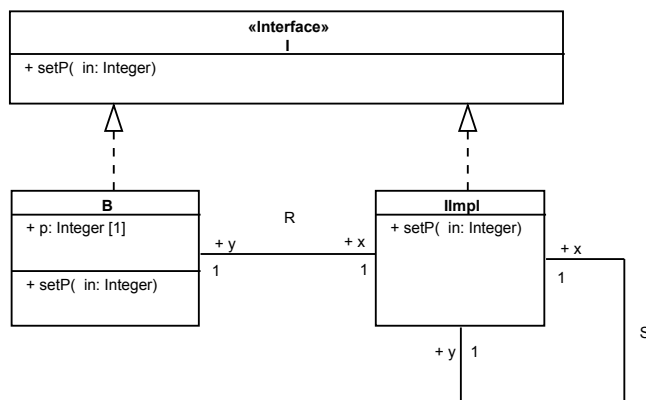 «Interface»
I
+ setP(  in: Integer)
B
+ p: Integer [1]
+ setP(  in: Integer)
R
+ y
1
+ x
1
IImpl
+ setP(  in: Integer)
+ x
1
S
+ y
1